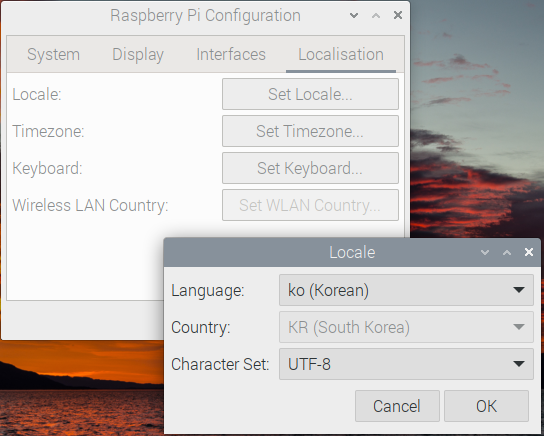 Raspberry Pi Configuration
System Display Interfaces Localisation
Locale: Set Locale...
Timezone: Set Timezone...
Keyboard: Set Keyboard...
Wireless LAN Country: Set WLAN Country...
Locale
Language: ko (Korean)
Country: KR (South Korea)
Character Set: UTF-8
Cancel OK